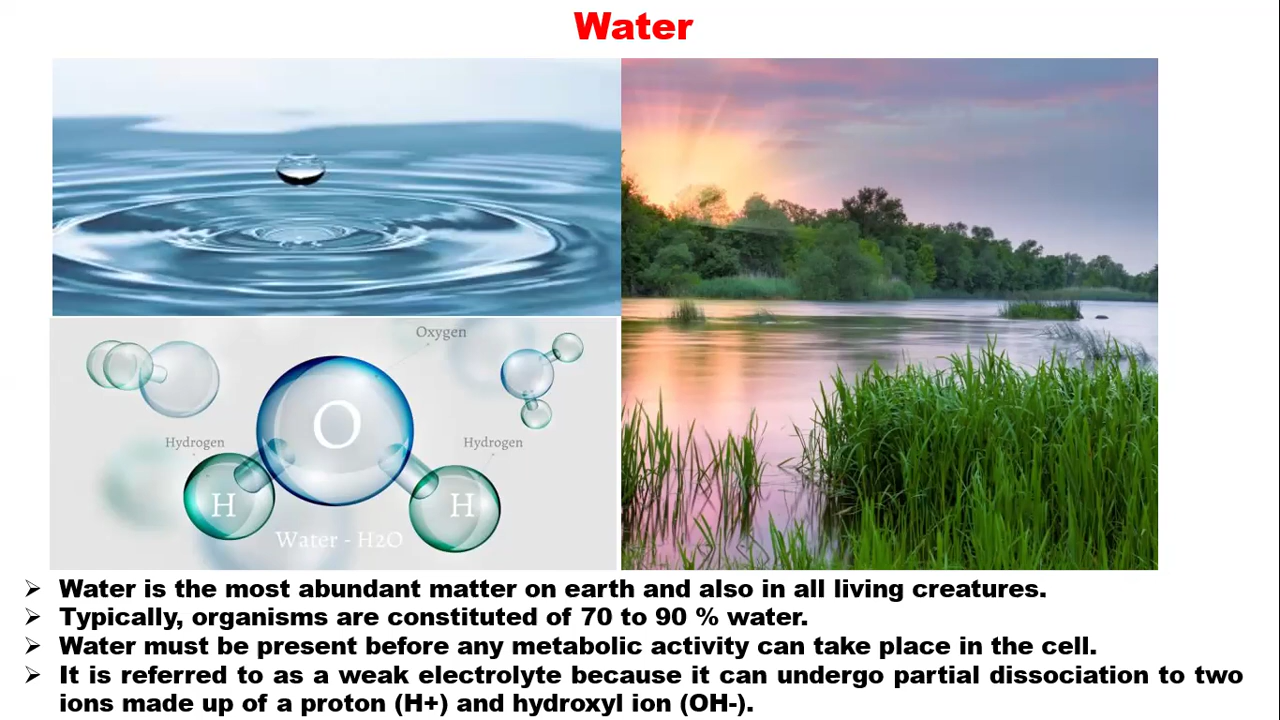 Water
Oxygen
Hydrogen
Hydrogen
O
H
H
Water - H2O
➢ Water is the most abundant matter on earth and also in all living creatures.
➢ Typically, organisms are constituted of 70 to 90 % water.
➢ Water must be present before any metabolic activity can take place in the cell.
➢ It is referred to as a weak electrolyte because it can undergo partial dissociation to two
ions made up of a proton (H+) and hydroxyl ion (OH-).